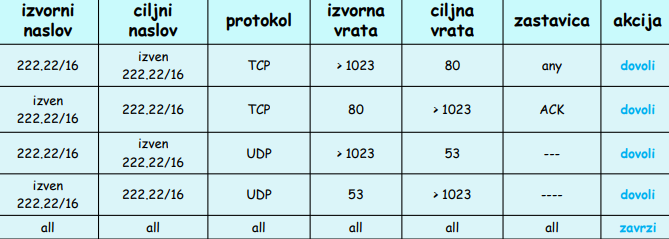 izvorni naslov ciljni naslov protokol izvorna vrata ciljna vrata zastavica akcija
222.22/16 izven 222.22/16 TCP > 1023 80 any dovoli
izven 222.22/16 222.22/16 TCP 80 > 1023 ACK dovoli
222.22/16 izven 222.22/16 UDP > 1023 53 --- dovoli
izven 222.22/16 222.22/16 UDP 53 > 1023 ---- dovoli
all all all all all all zavrzi